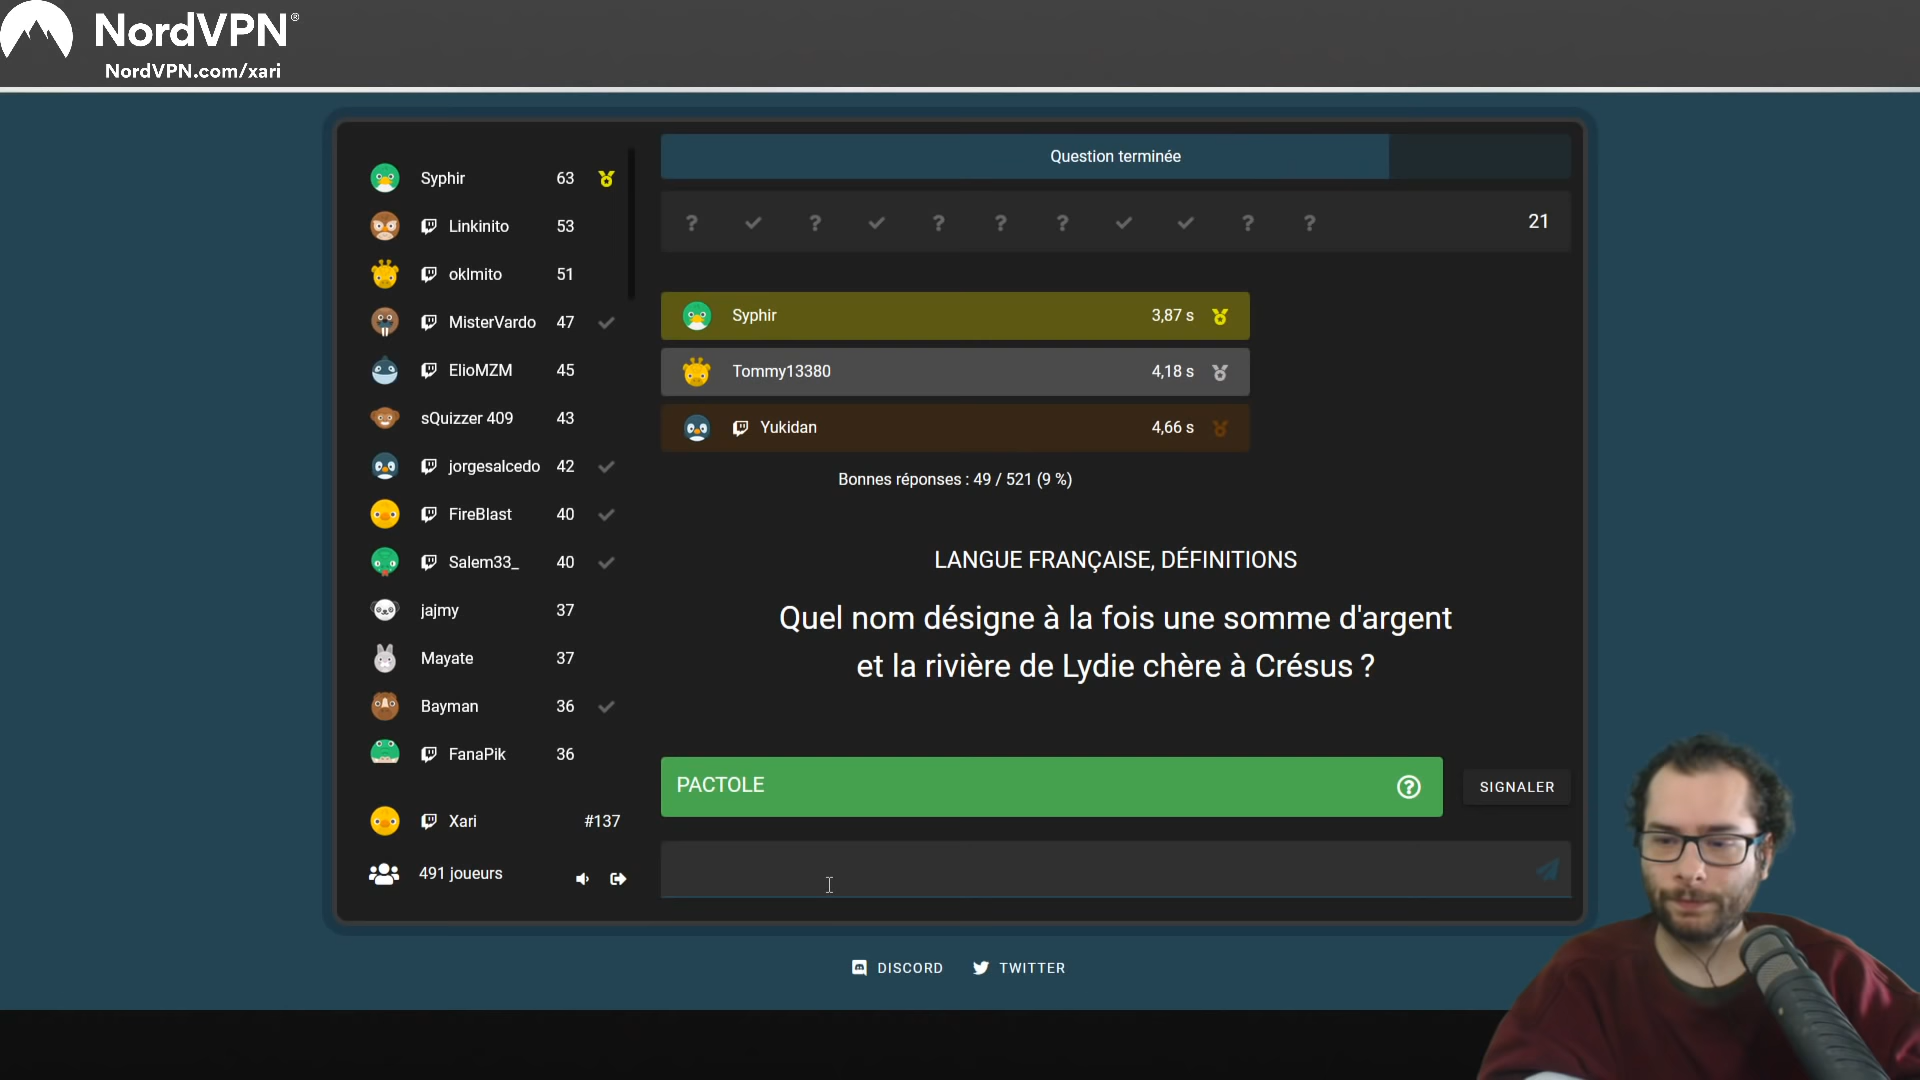 NordVPN®
NordVPN.com/xari
Syphir 63
Linkinito 53
oklmito 51
MisterVardo 47
ElioMZM 45
sQuizzer 409 43
jorgesalcedo 42
FireBlast 40
Salem33_ 40
jajmy 37
Mayate 37
Bayman 36
FanaPik 36
Xari #137
491 joueurs
Question terminée
? ? ? ? ? ? ? 21
Syphir 3,87 s
Tommy13380 4,18 s
Yukidan 4,66 s
Bonnes réponses : 49 / 521 (9 %)
LANGUE FRANÇAISE, DÉFINITIONS
Quel nom désigne à la fois une somme d'argent
et la rivière de Lydie chère à Crésus ?
PACTOLE ?
SIGNALER
DISCORD TWITTER